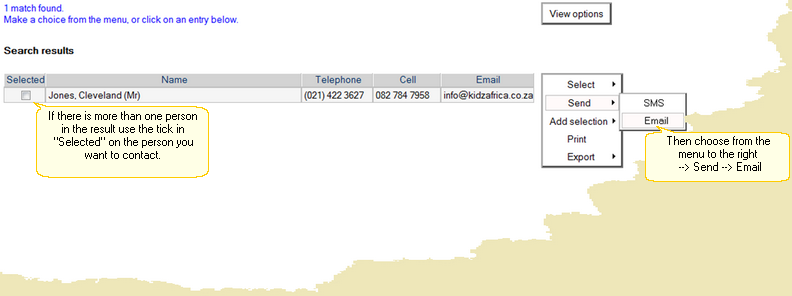 1 match found.
Make a choice from the menu, or click on an entry below.
View options
Search results
Selected Name Telephone Cell Email
Jones, Cleveland (Mr) (021) 422 3627 082 784 7958 info@kidzafrica.co.za
Select
Send
SMS
Add selection
Email
Print
Export
If there is more than one person
in the result use the tick in
"Selected" on the person you
want to contact.
Then choose from the
menu to the right
--> Send --> Email